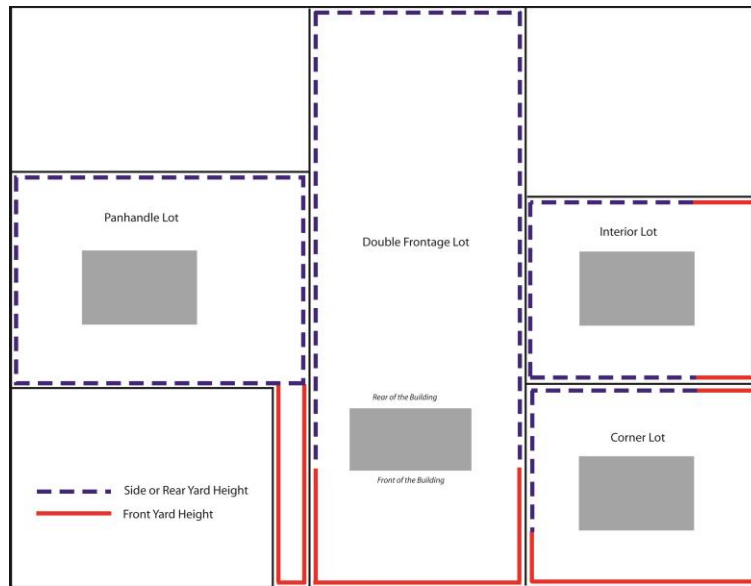 Panhandle Lot
Double Frontage Lot
Interior Lot
Rear of the Building
Corner Lot
Front of the Building
Side or Rear Yard Height
Front Yard Height